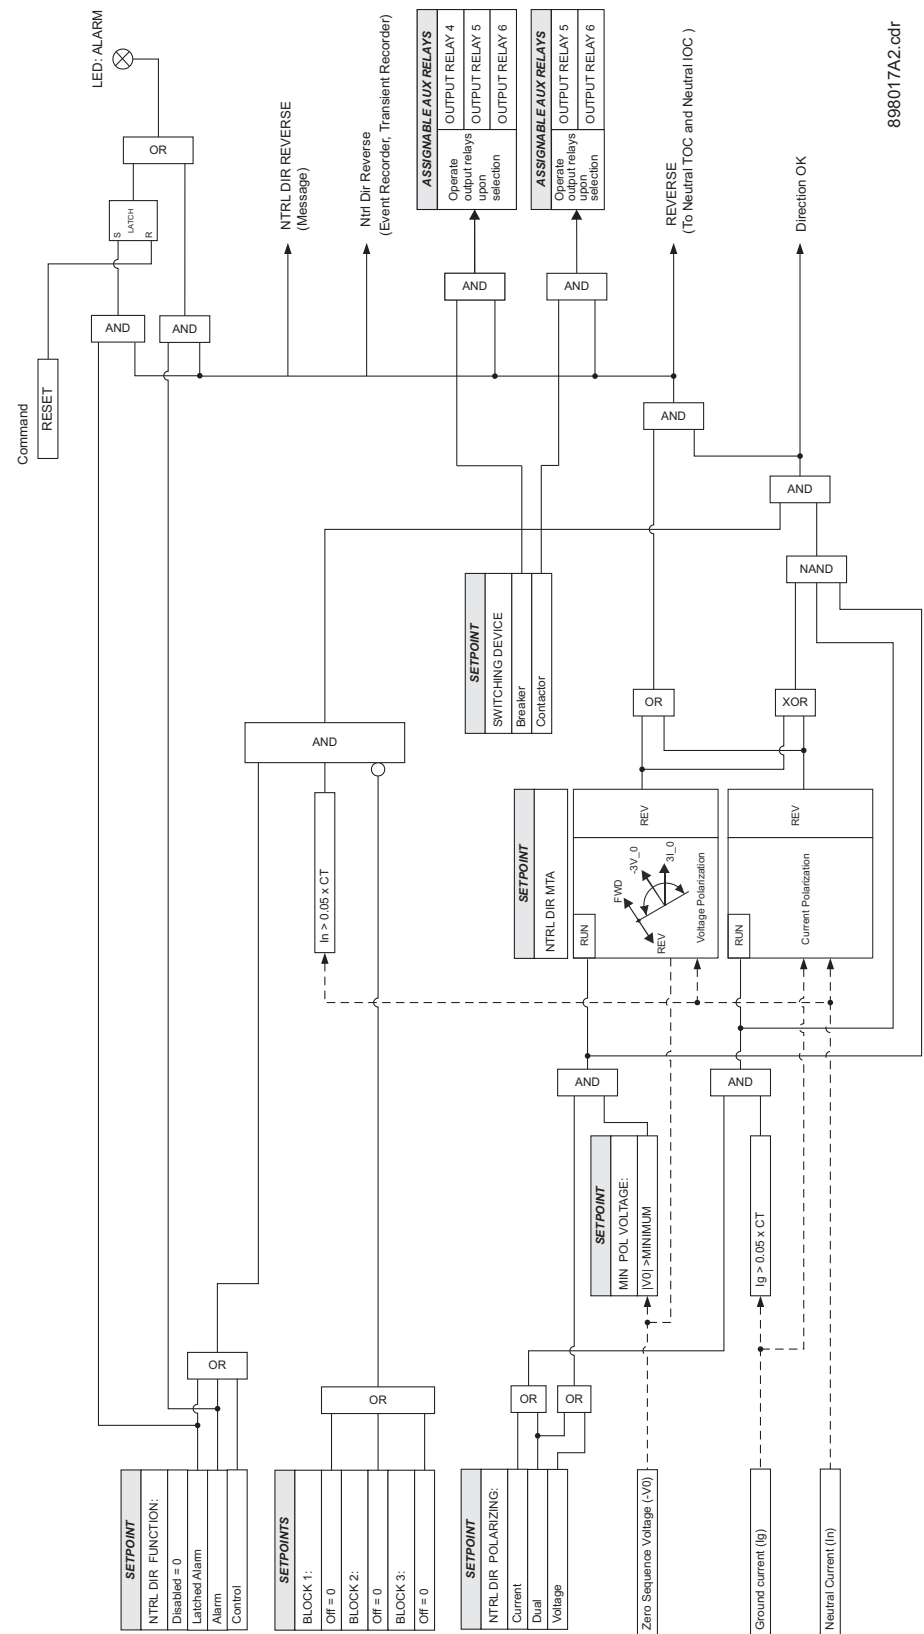 Command
RESET
LED: ALARM
OR
S
LATCH
R
AND
AND
NTRL DIR REVERSE
(Message)
Ntrl Dir Reverse
(Event Recorder, Transient Recorder)
ASSIGNABLE AUX RELAYS
Operate
output relays
upon
selection
OUTPUT RELAY 4
OUTPUT RELAY 5
OUTPUT RELAY 6
AND
ASSIGNABLE AUX RELAYS
Operate
output relays
upon
selection
OUTPUT RELAY 5
OUTPUT RELAY 6
AND
REVERSE
(To Neutral TOC and Neutral IOC )
Direction OK
AND
AND
NAND
SETPOINT
SWITCHING DEVICE
Breaker
Contactor
OR
XOR
AND
In > 0.05 x CT
SETPOINT
NTRL DIR MTA
RUN
FWD
REV
-3V_0
3I_0
Voltage Polarization
REV
RUN
Current Polarization
REV
AND
AND
SETPOINT
MIN POL VOLTAGE:
|V0| >MINIMUM
Ig > 0.05 x CT
OR
OR
OR
OR
SETPOINT
NTRL DIR FUNCTION:
Disabled = 0
Latched Alarm
Alarm
Control
SETPOINTS
BLOCK 1:
Off = 0
BLOCK 2:
Off = 0
BLOCK 3:
Off = 0
SETPOINT
NTRL DIR POLARIZING:
Current
Dual
Voltage
Zero Sequence Voltage (-V0)
Ground current (Ig)
Neutral Current (In)
898017A2.cdr